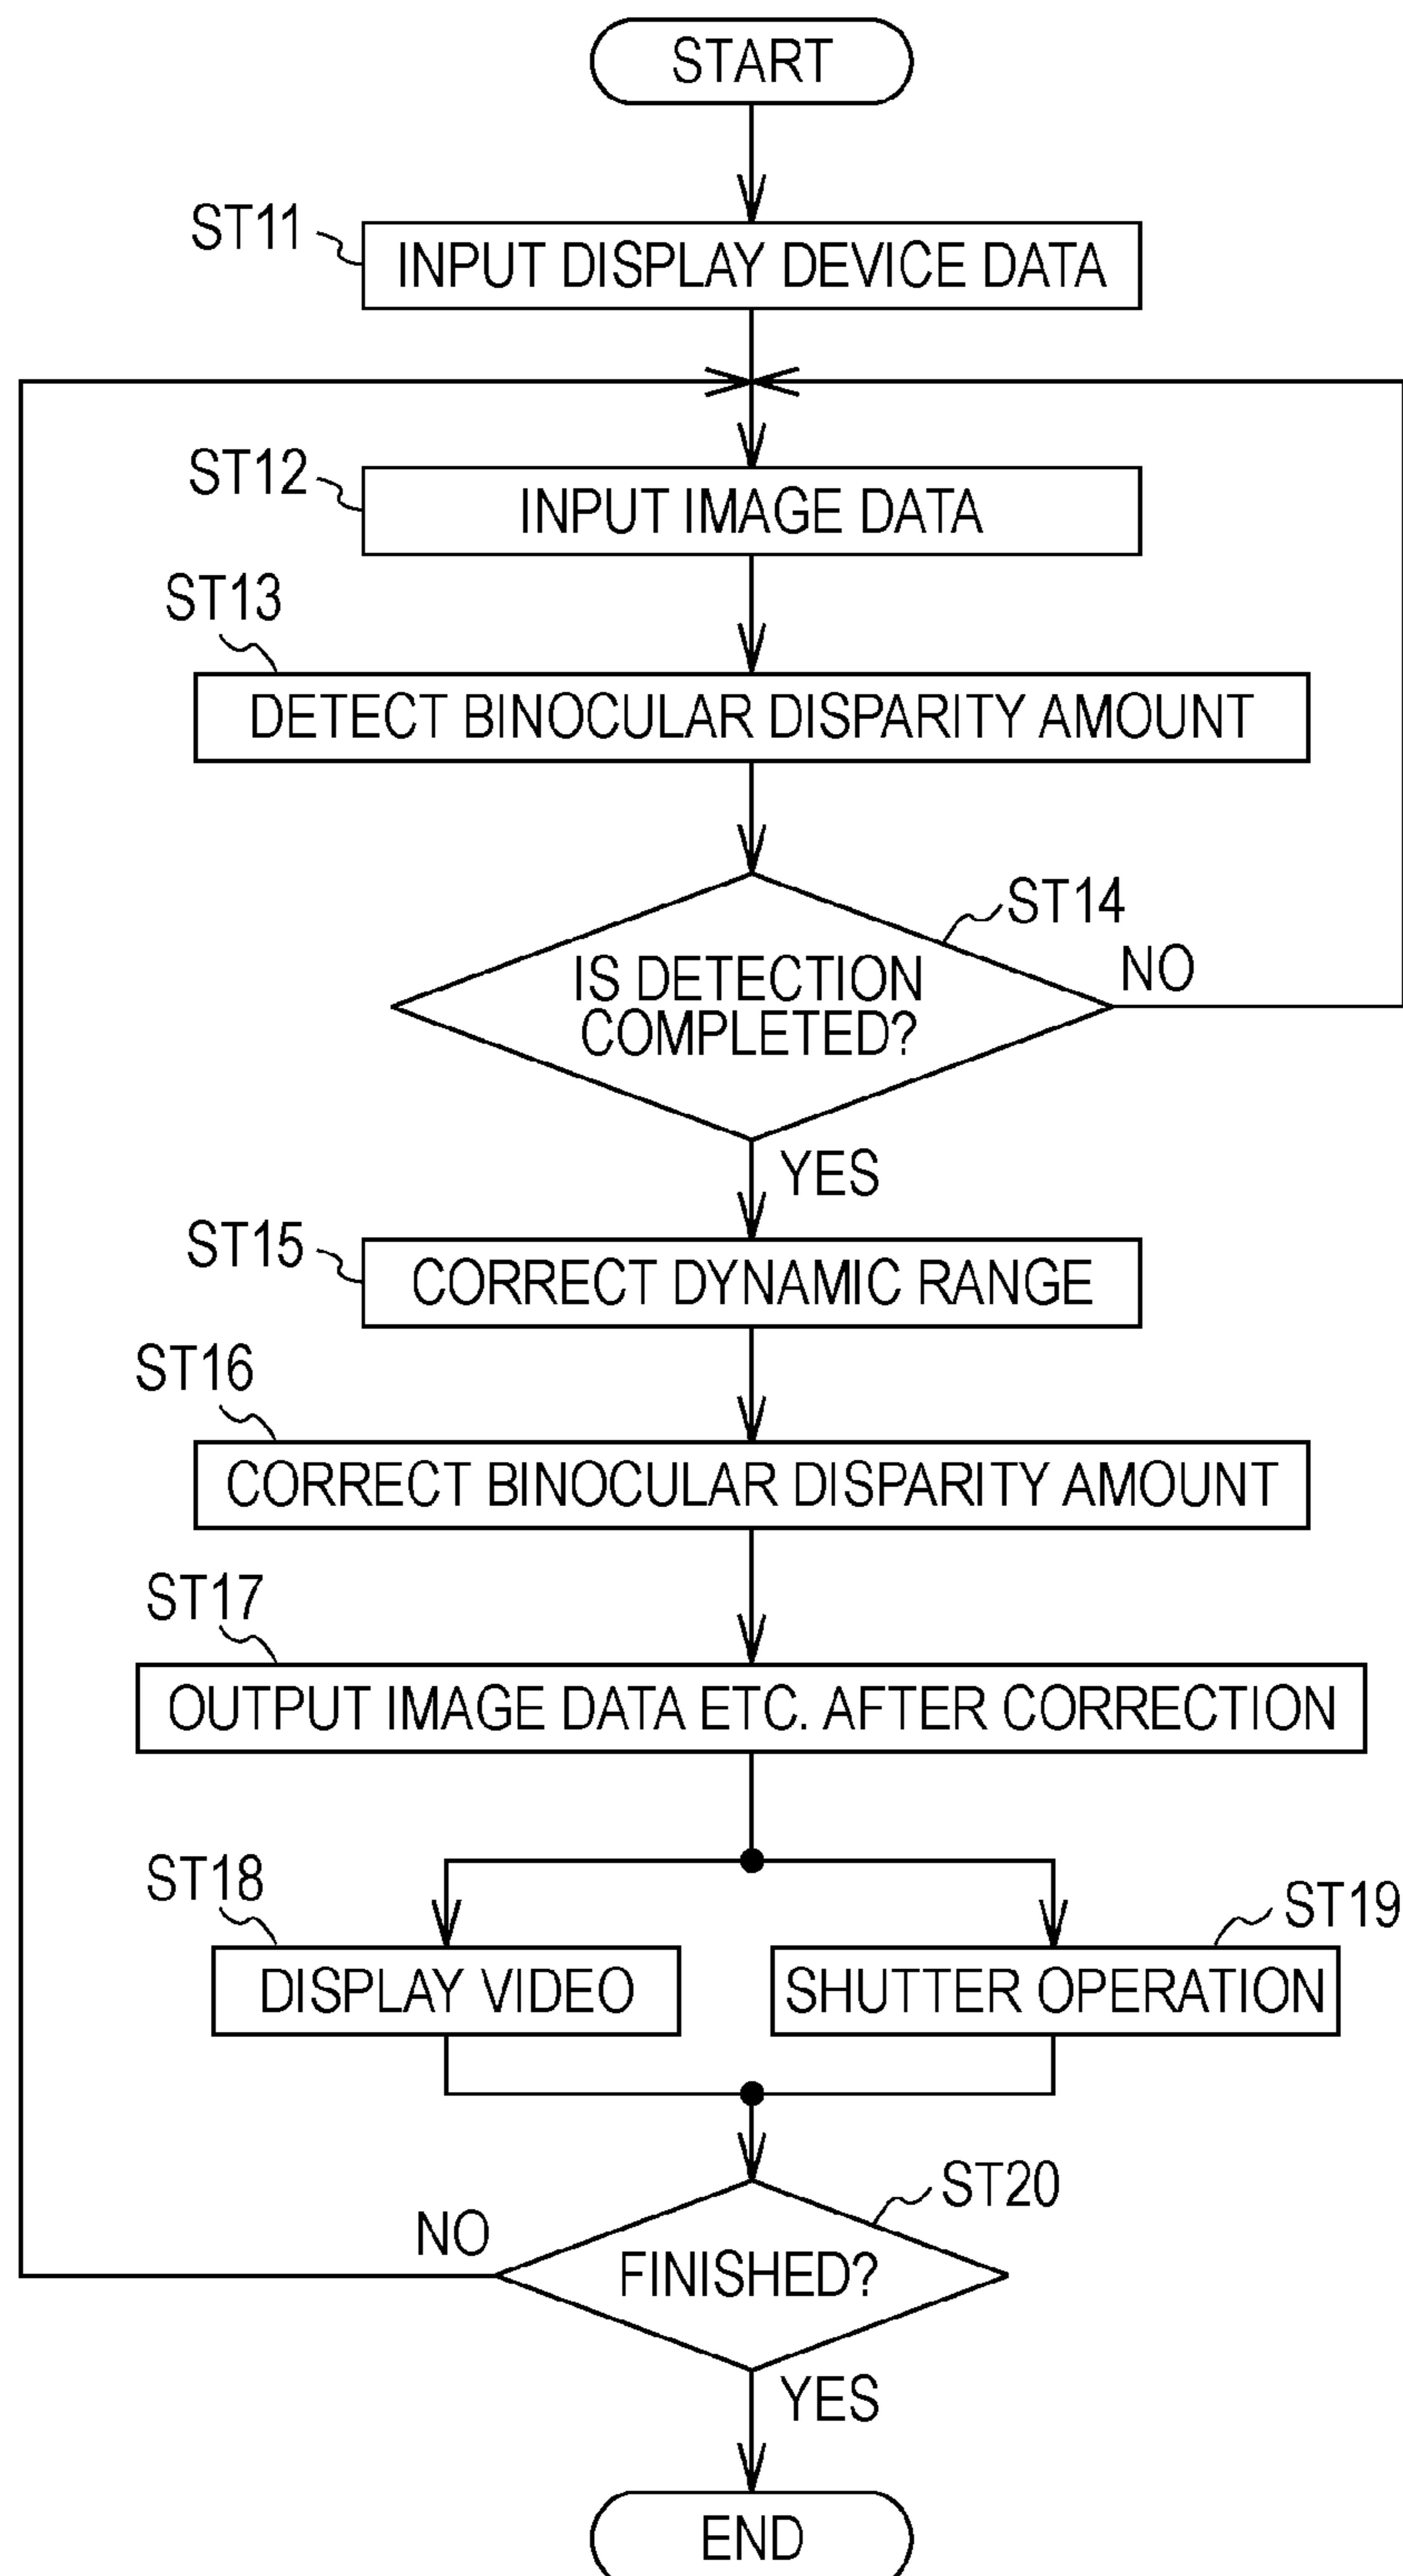 START
ST11
INPUT DISPLAY DEVICE DATA
ST12
INPUT IMAGE DATA
ST13
DETECT BINOCULAR DISPARITY AMOUNT
ST14
IS DETECTION
COMPLETED?
NO
YES
ST15
CORRECT DYNAMIC RANGE
ST16
CORRECT BINOCULAR DISPARITY AMOUNT
ST17
OUTPUT IMAGE DATA ETC. AFTER CORRECTION
ST18
DISPLAY VIDEO
ST19
SHUTTER OPERATION
ST20
FINISHED?
NO
YES
END